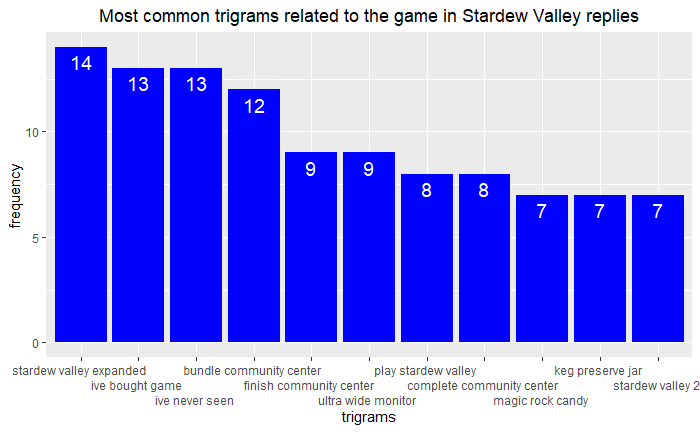 Most common trigrams related to the game in Stardew Valley replies
14
13
13
12
9
9
8
8
7
7
7
10
5
0
frequency
stardew valley expanded
ive bought game
ive never seen
bundle community center
finish community center
ultra wide monitor
play stardew valley
complete community center
magic rock candy
keg preserve jar
stardew valley 2
trigrams